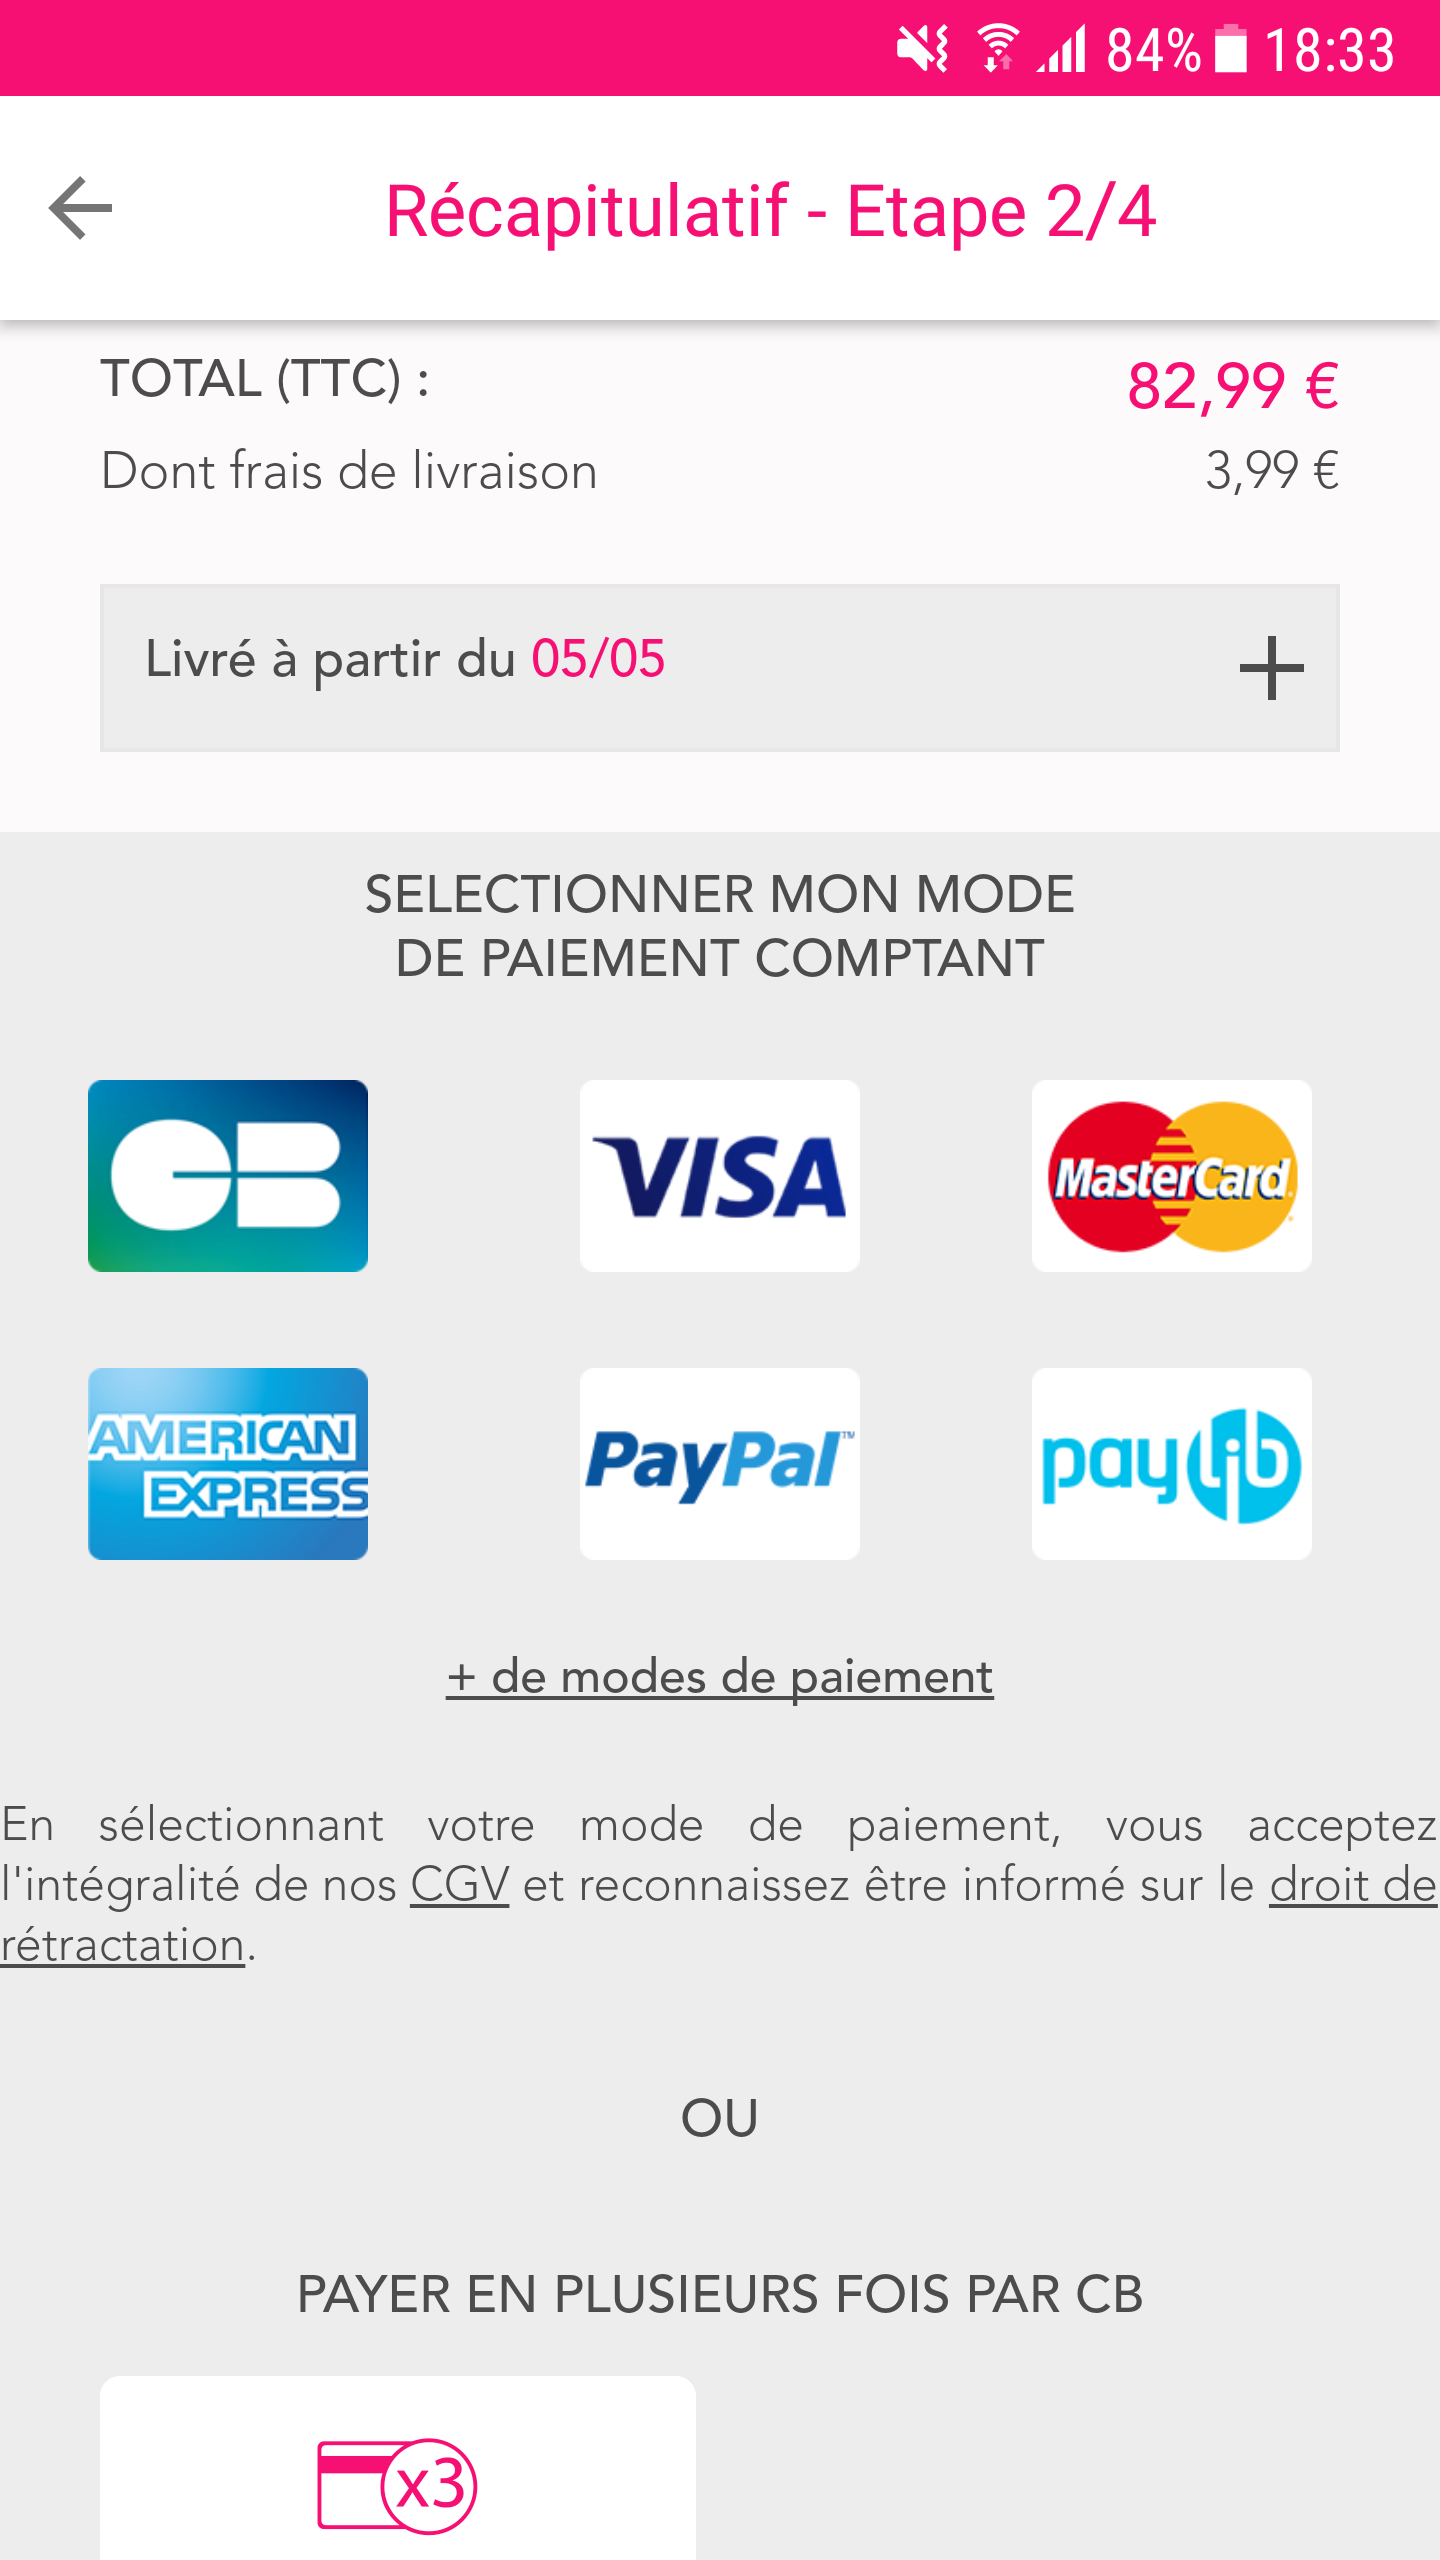 84% 18:33
Récapitulatif - Etape 2/4
TOTAL (TTC) : 82,99 €
Dont frais de livraison 3,99 €
Livré à partir du 05/05
SELECTIONNER MON MODE
DE PAIEMENT COMPTANT
CB VISA MasterCard
AMERICAN EXPRESS PayPal™ paylib
+ de modes de paiement
En sélectionnant votre mode de paiement, vous acceptez
l'intégralité de nos CGV et reconnaissez être informé sur le droit de
rétractation.
OU
PAYER EN PLUSIEURS FOIS PAR CB
x3